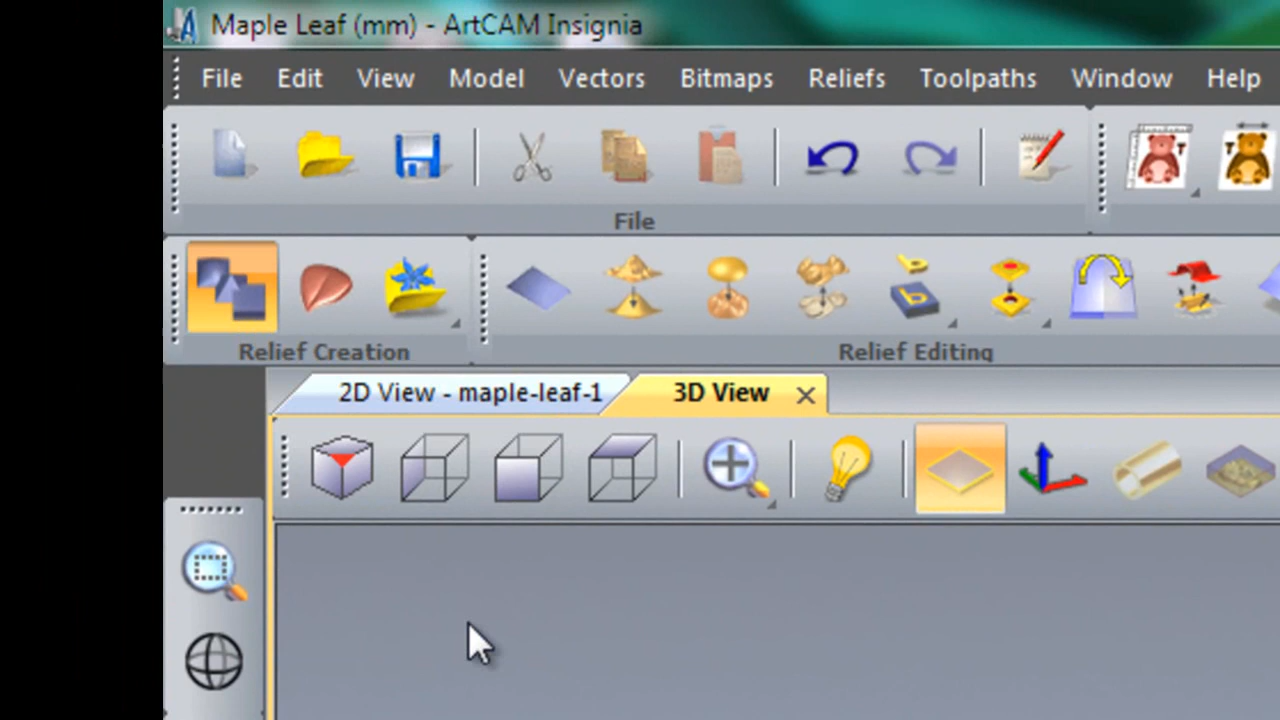 Maple Leaf (mm) - ArtCAM Insignia
File Edit View Model Vectors Bitmaps Reliefs Toolpaths Window Help
File
Relief Creation Relief Editing
2D View - maple-leaf-1 3D View